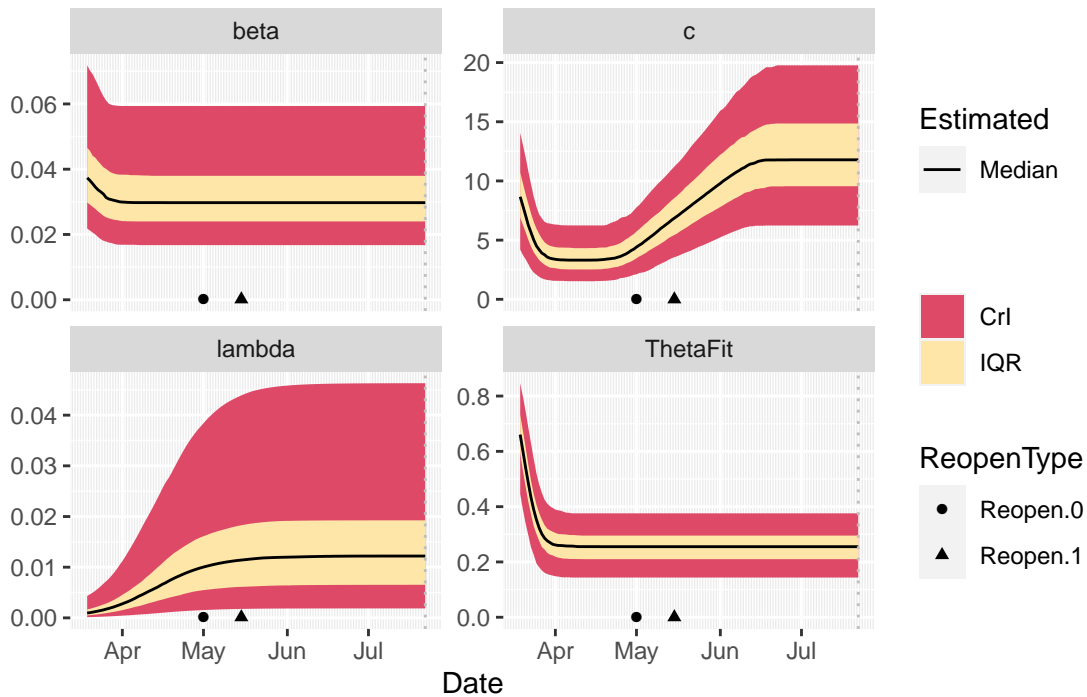 beta
c
0.06
0.04
0.02
0.00
20
15
10
5
0
lambda
ThetaFit
0.04
0.03
0.02
0.01
0.00
0.8
0.6
0.4
0.2
0.0
Apr May Jun Jul
Apr May Jun Jul
Date
Estimated
Median
CrI
IQR
ReopenType
Reopen.0
Reopen.1